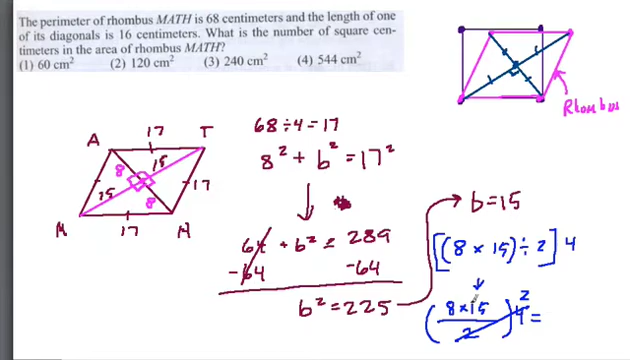 The perimeter of rhombus MATH is 68 centimeters and the length of one
of its diagonals is 16 centimeters. What is the number of square cen-
timeters in the area of rhombus MATH?
(1) 60 cm² (2) 120 cm² (3) 240 cm² (4) 544 cm²
Rhombus
A 17 T
8 15
15 8 17
M 17 H
68 ÷ 4 = 17
8² + b² = 17²
64 + b² = 289
-64 -64
b² = 225
b = 15
[(8 × 15) ÷ 2] 4
(8 × 15 / 2) 4 2 =